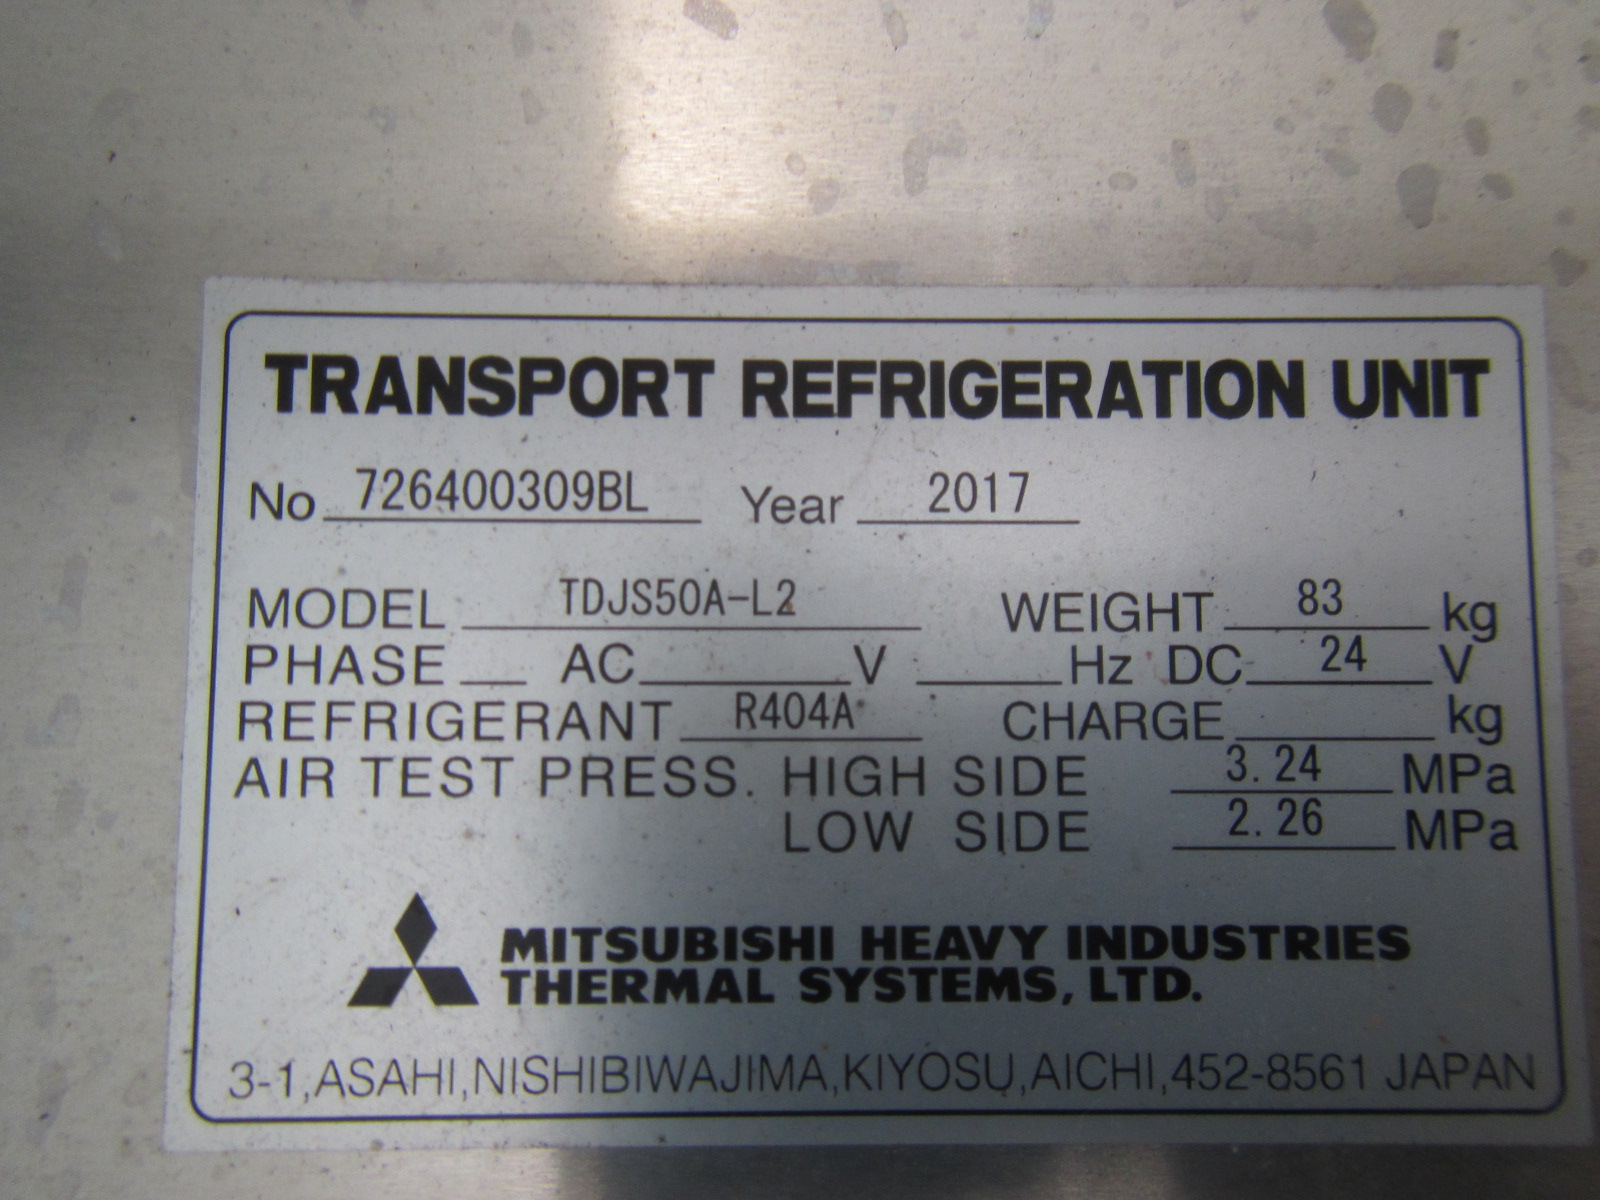 TRANSPORT REFRIGERATION UNIT
No 726400309BL Year 2017
MODEL TDJS50A-L2 WEIGHT 83 kg
PHASE AC V Hz DC 24 V
REFRIGERANT R404A CHARGE kg
AIR TEST PRESS. HIGH SIDE 3.24 MPa
LOW SIDE 2.26 MPa
MITSUBISHI HEAVY INDUSTRIES
THERMAL SYSTEMS, LTD.
3-1,ASAHI,NISHIBIWAJIMA,KIYOSU,AICHI,452-8561 JAPAN